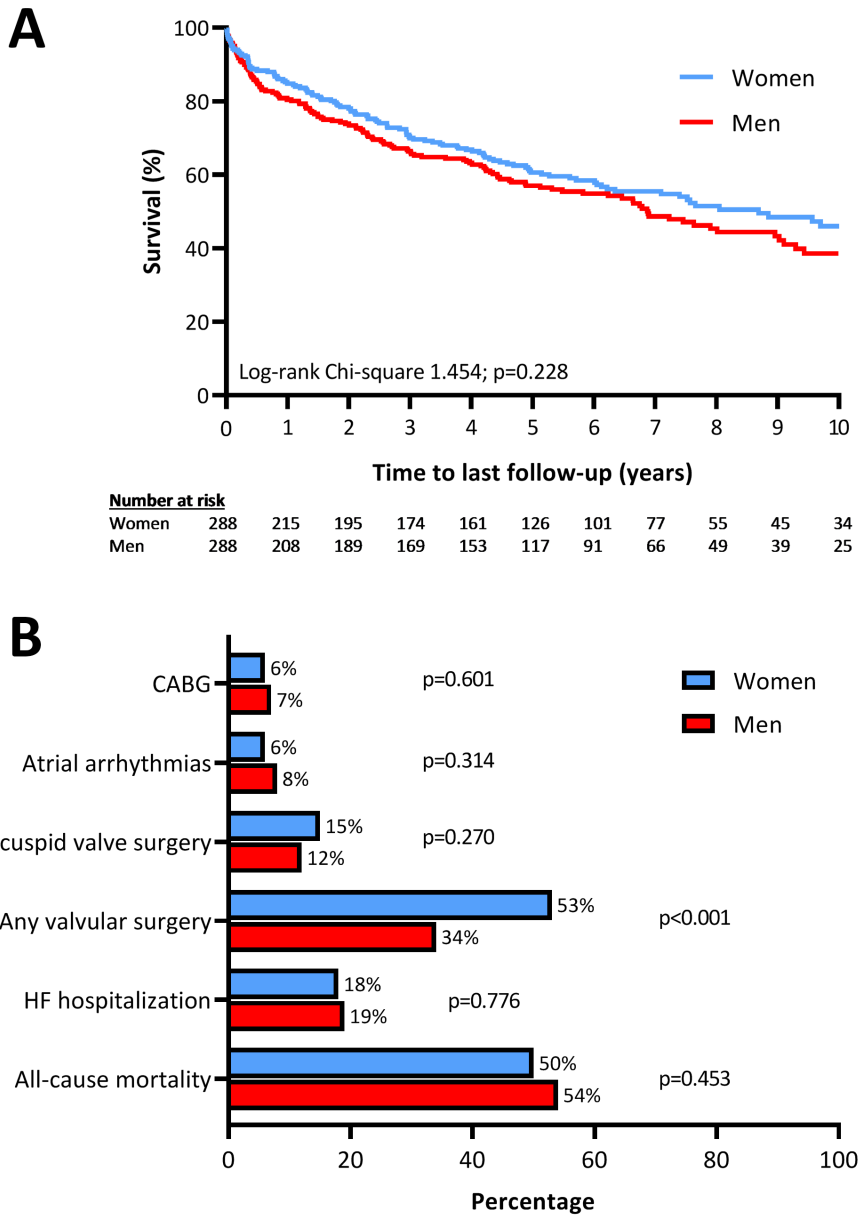 A
100
80
60
40
20
0
Survival (%)
Women
Men
Log-rank Chi-square 1.454; p=0.228
0 1 2 3 4 5 6 7 8 9 10
Time to last follow-up (years)
Number at risk
Women 288 215 195 174 161 126 101 77 55 45 34
Men 288 208 189 169 153 117 91 66 49 39 25
B
Women
Men
CABG 6% 7% p=0.601
Atrial arrhythmias 6% 8% p=0.314
cuspid valve surgery 15% 12% p=0.270
Any valvular surgery 53% 34% p<0.001
HF hospitalization 18% 19% p=0.776
All-cause mortality 50% 54% p=0.453
0 20 40 60 80 100
Percentage